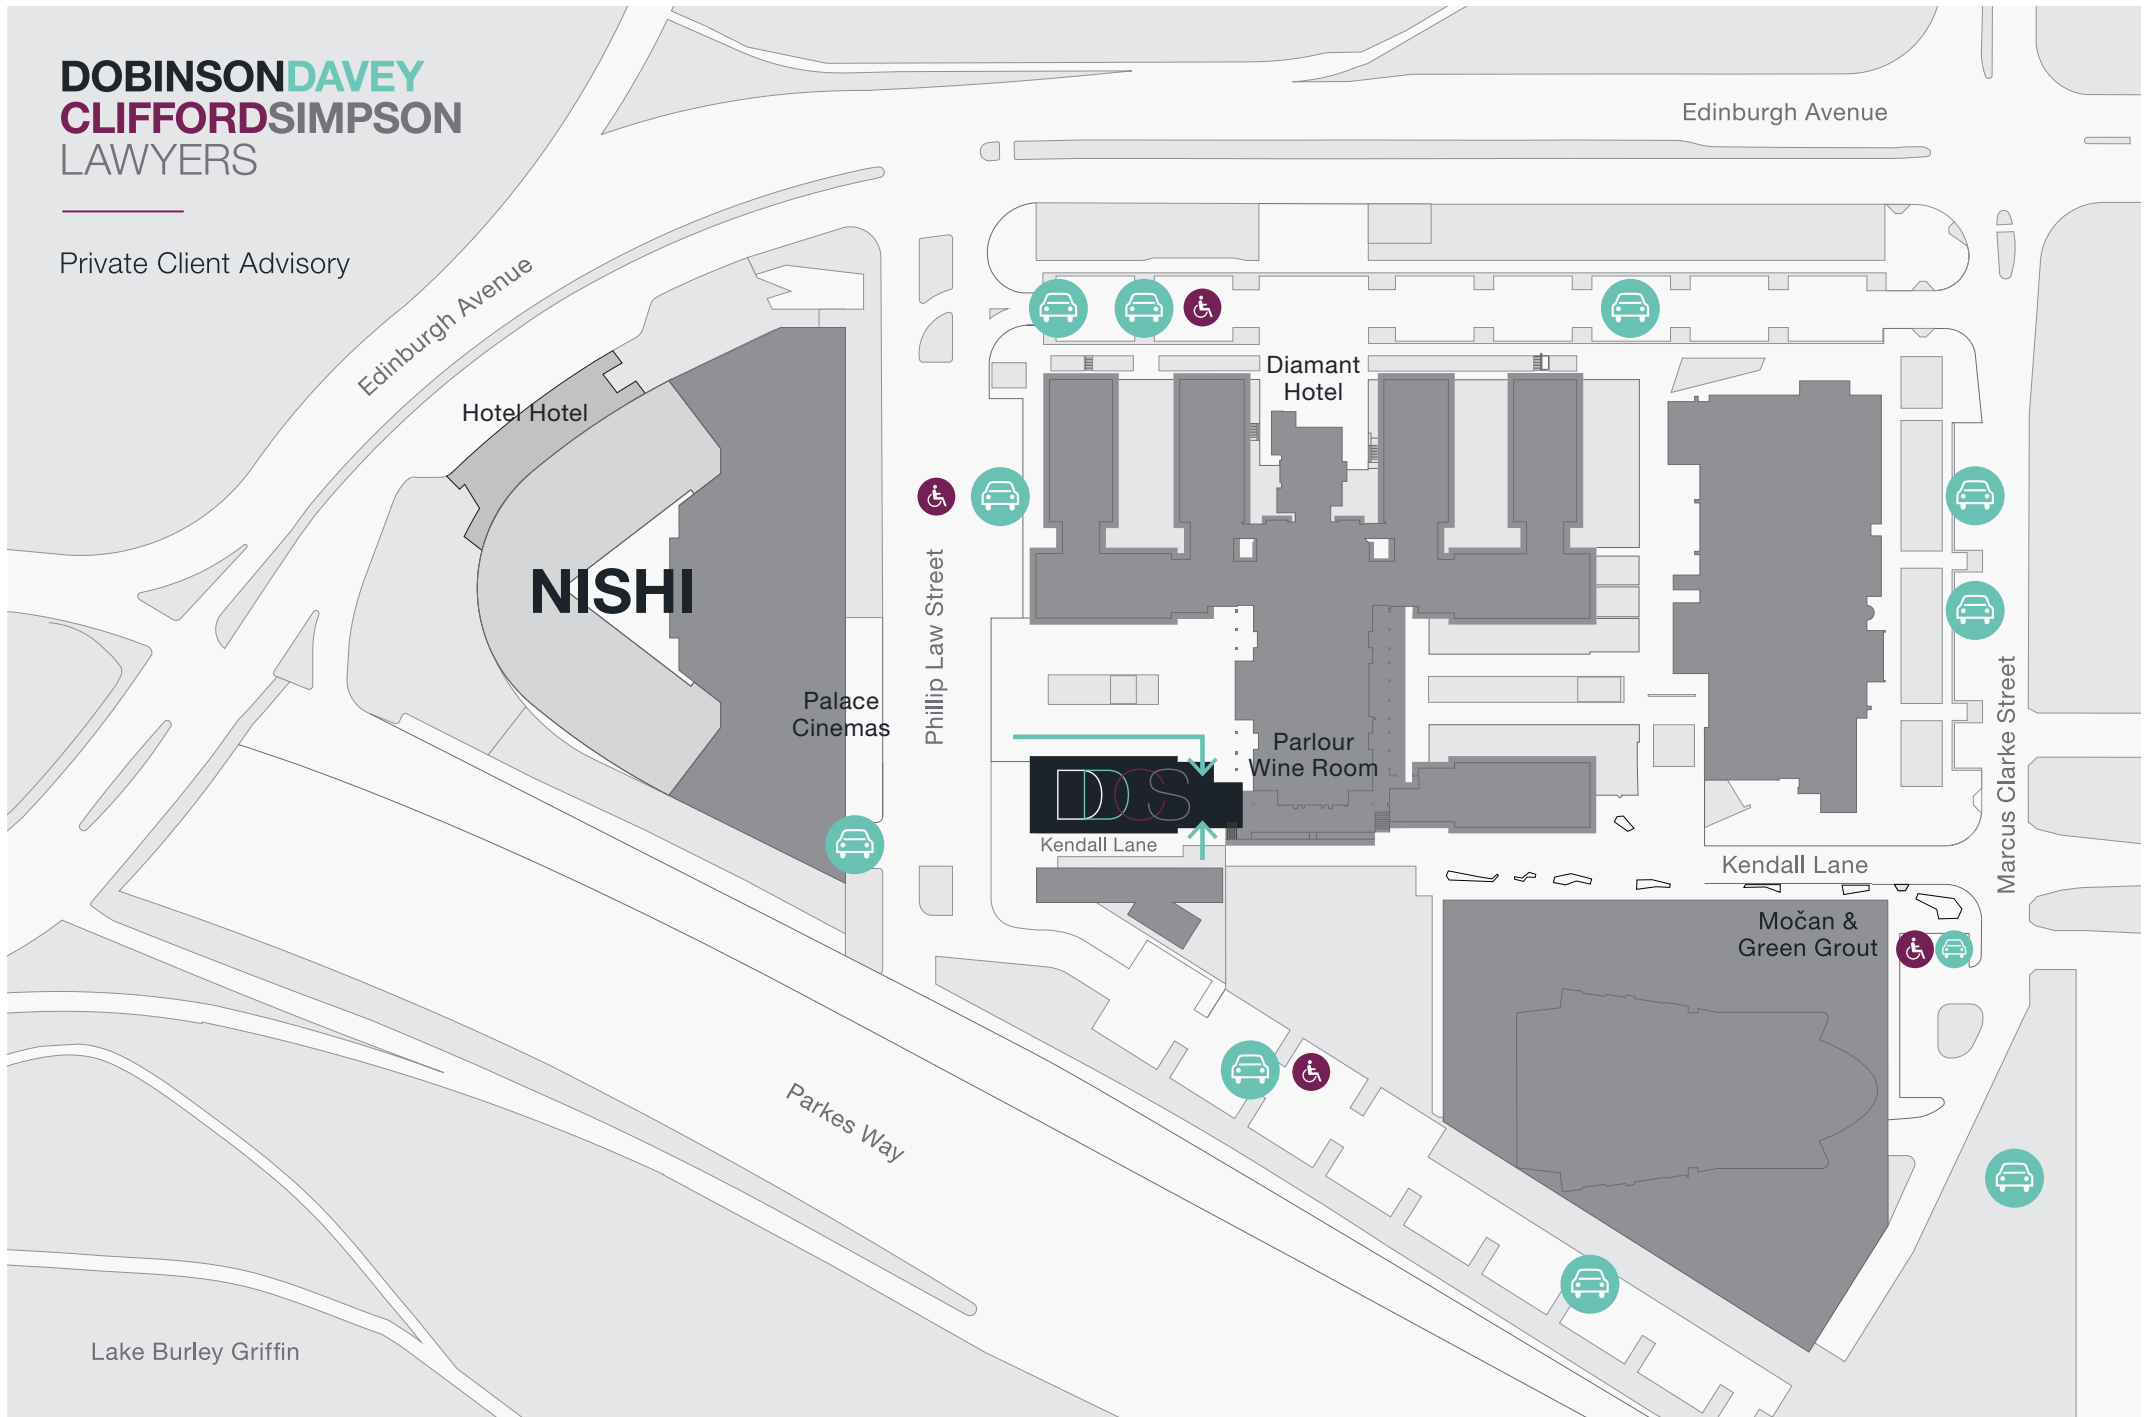 DOBINSONDAVEY
CLIFFORDSIMPSON
LAWYERS
Private Client Advisory
Edinburgh Avenue
Edinburgh Avenue
Diamant
Hotel
Hotel Hotel
NISHI
Phillip Law Street
Palace
Cinemas
Parlour
Wine Room
DDCS
Kendall Lane
Kendall Lane
Marcus Clarke Street
Močan &
Green Grout
Parkes Way
Lake Burley Griffin